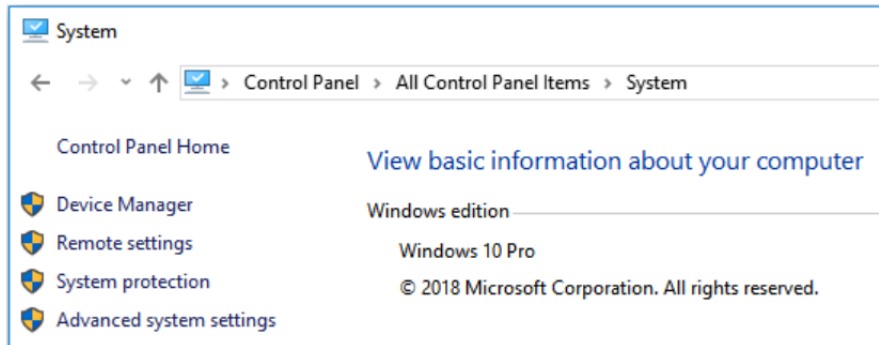 System
Control Panel > All Control Panel Items > System
Control Panel Home
View basic information about your computer
Device Manager
Windows edition
Remote settings
Windows 10 Pro
System protection
© 2018 Microsoft Corporation. All rights reserved.
Advanced system settings